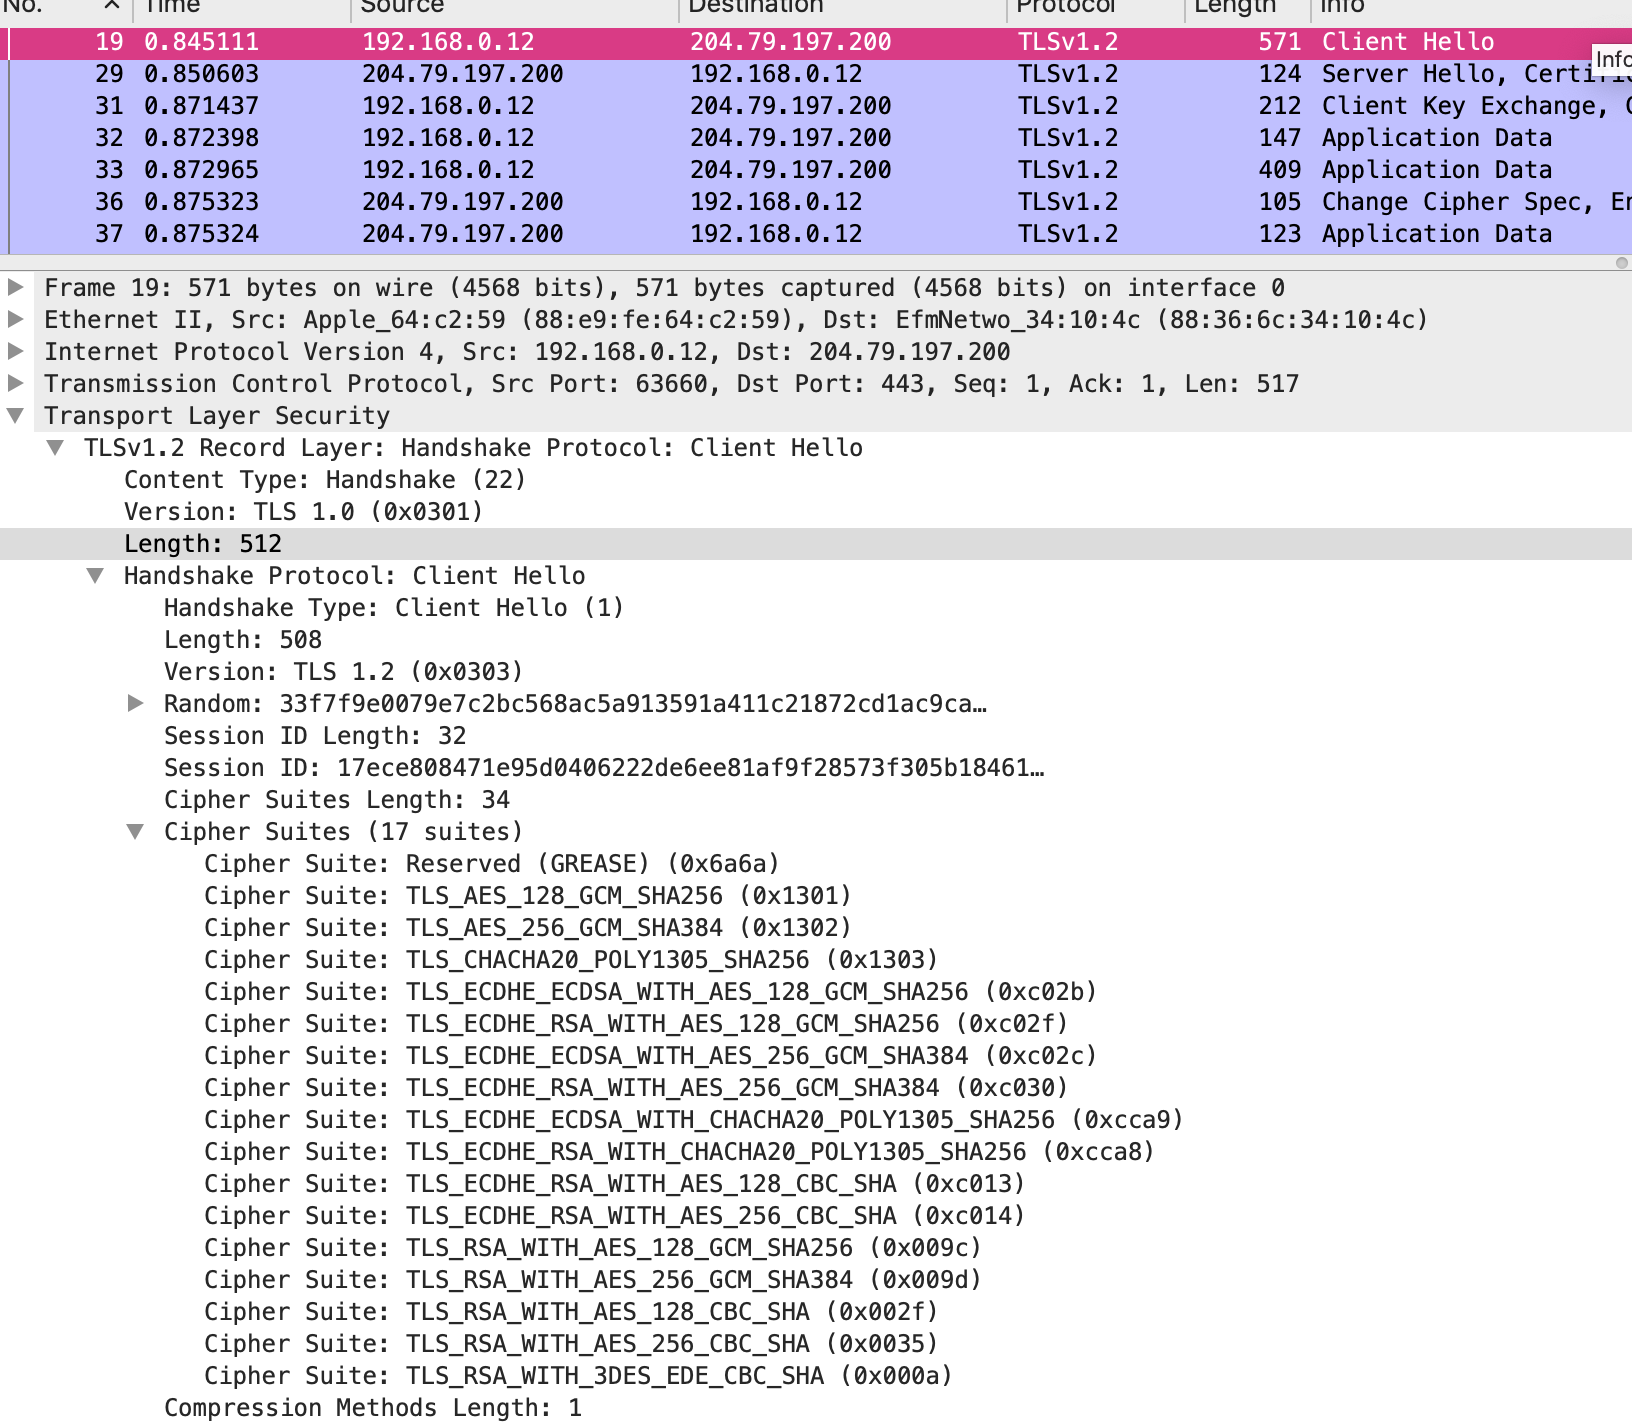 No. Time Source Destination Protocol Length Info
19 0.845111 192.168.0.12 204.79.197.200 TLSv1.2 571 Client Hello
Info
29 0.850603 204.79.197.200 192.168.0.12 TLSv1.2 124 Server Hello,
31 0.871437 192.168.0.12 204.79.197.200 TLSv1.2 212 Client Key Exchange,
32 0.872398 192.168.0.12 204.79.197.200 TLSv1.2 147 Application Data
33 0.872965 192.168.0.12 204.79.197.200 TLSv1.2 409 Application Data
36 0.875323 204.79.197.200 192.168.0.12 TLSv1.2 105 Change Cipher Spec, En
37 0.875324 204.79.197.200 192.168.0.12 TLSv1.2 123 Application Data
Frame 19: 571 bytes on wire (4568 bits), 571 bytes captured (4568 bits) on interface 0
Ethernet II, Src: Apple_64:c2:59 (88:e9:fe:64:c2:59), Dst: EfmNetwo_34:10:4c (88:36:6c:34:10:4c)
Internet Protocol Version 4, Src: 192.168.0.12, Dst: 204.79.197.200
Transmission Control Protocol, Src Port: 63660, Dst Port: 443, Seq: 1, Ack: 1, Len: 517
Transport Layer Security
TLSv1.2 Record Layer: Handshake Protocol: Client Hello
Content Type: Handshake (22)
Version: TLS 1.0 (0x0301)
Length: 512
Handshake Protocol: Client Hello
Handshake Type: Client Hello (1)
Length: 508
Version: TLS 1.2 (0x0303)
Random: 33f7f9e0079e7c2bc568ac5a913591a411c21872cd1ac9ca…
Session ID Length: 32
Session ID: 17ece808471e95d0406222de6ee81af9f28573f305b18461…
Cipher Suites Length: 34
Cipher Suites (17 suites)
Cipher Suite: Reserved (GREASE) (0x6a6a)
Cipher Suite: TLS_AES_128_GCM_SHA256 (0x1301)
Cipher Suite: TLS_AES_256_GCM_SHA384 (0x1302)
Cipher Suite: TLS_CHACHA20_POLY1305_SHA256 (0x1303)
Cipher Suite: TLS_ECDHE_ECDSA_WITH_AES_128_GCM_SHA256 (0xc02b)
Cipher Suite: TLS_ECDHE_RSA_WITH_AES_128_GCM_SHA256 (0xc02f)
Cipher Suite: TLS_ECDHE_ECDSA_WITH_AES_256_GCM_SHA384 (0xc02c)
Cipher Suite: TLS_ECDHE_RSA_WITH_AES_256_GCM_SHA384 (0xc030)
Cipher Suite: TLS_ECDHE_ECDSA_WITH_CHACHA20_POLY1305_SHA256 (0xcca9)
Cipher Suite: TLS_ECDHE_RSA_WITH_CHACHA20_POLY1305_SHA256 (0xcca8)
Cipher Suite: TLS_ECDHE_RSA_WITH_AES_128_CBC_SHA (0xc013)
Cipher Suite: TLS_ECDHE_RSA_WITH_AES_256_CBC_SHA (0xc014)
Cipher Suite: TLS_RSA_WITH_AES_128_GCM_SHA256 (0x009c)
Cipher Suite: TLS_RSA_WITH_AES_256_GCM_SHA384 (0x009d)
Cipher Suite: TLS_RSA_WITH_AES_128_CBC_SHA (0x002f)
Cipher Suite: TLS_RSA_WITH_AES_256_CBC_SHA (0x0035)
Cipher Suite: TLS_RSA_WITH_3DES_EDE_CBC_SHA (0x000a)
Compression Methods Length: 1